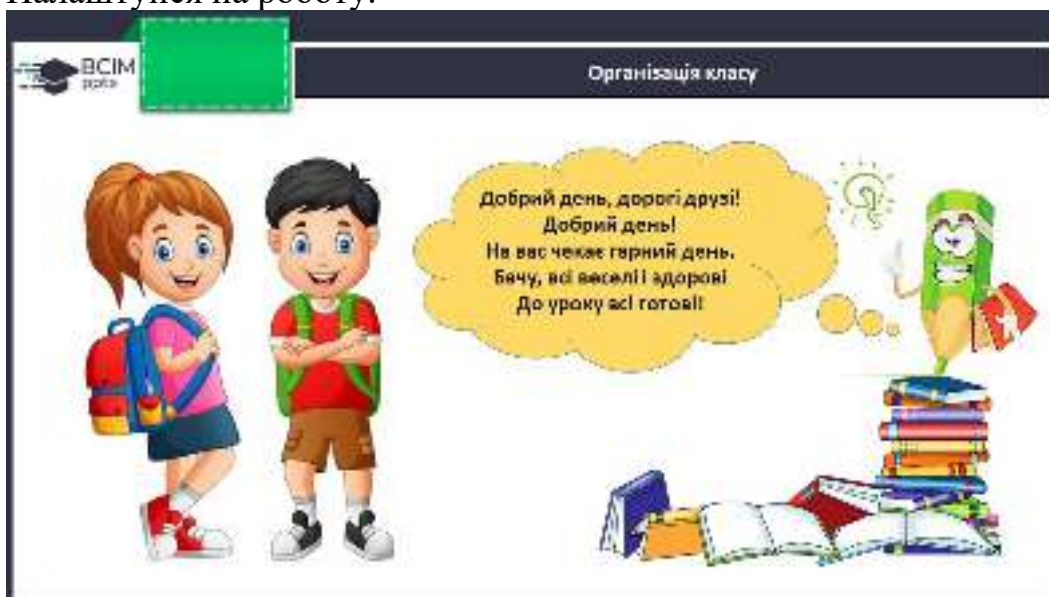 Налаштуйся на роботу.
ВСІМ
pptx
Організація класу
Добрий день, дорогі друзі!
Добрий день!
На вас чекає гарний день.
Бачу, всі веселі і здорові
До уроку всі готові!